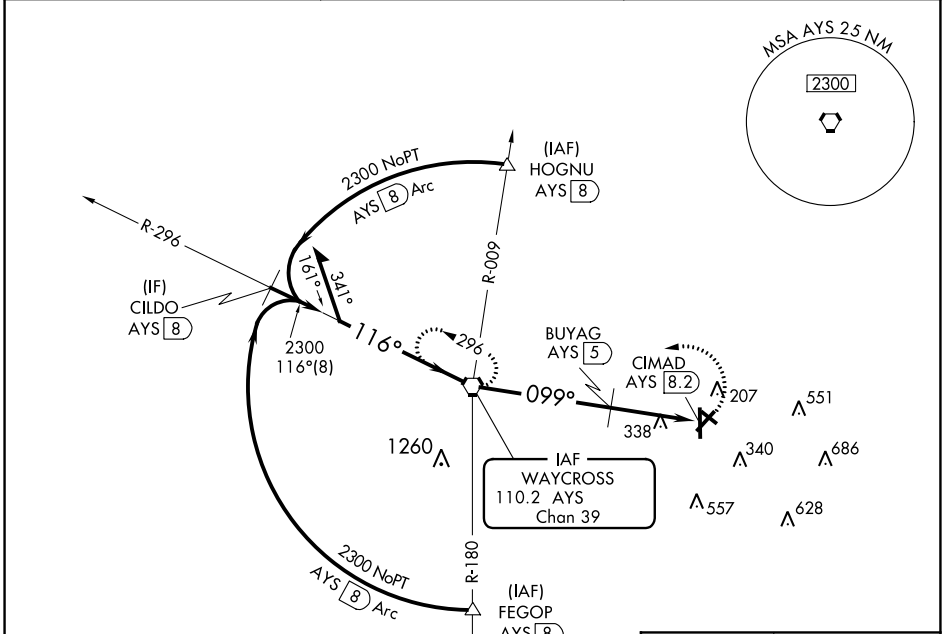 MSA AYS 25 NM
2300
(IAF)
HOGNU
AYS 8
2300 NoPT
AYS 8 Arc
R-296
R-009
(IF)
CILDO
AYS 8
161°
341°
2300
116°(8)
116°
296
BUYAG
AYS 5
CIMAD
AYS 8.2
099°
207
551
338
340
686
557
628
1260
IAF
WAYCROSS
110.2 AYS
Chan 39
R-180
2300 NoPT
AYS 8 Arc
(IAF)
FEGOP
AYS 8